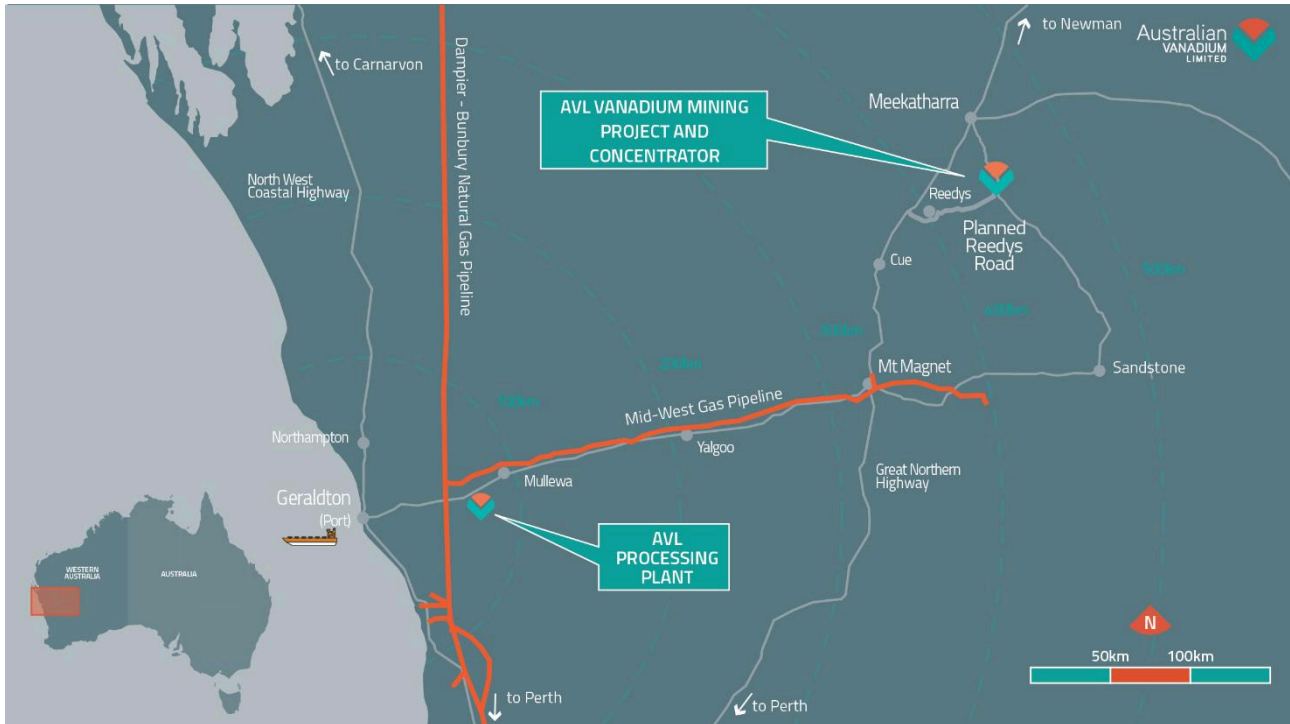 to Newman
Australian
VANADIUM
LIMITED
to Carnarvon
Dampier - Bunbury Natural Gas Pipeline
AVL VANADIUM MINING
PROJECT AND
CONCENTRATOR
Meekatharra
North West
Coastal Highway
Reedys
Planned
Reedys
Road
Cue
Mt Magnet
Sandstone
Mid-West Gas Pipeline
Northampton
Yalgoo
Mullewa
Great Northern
Highway
Geraldton
(Port)
AVL
PROCESSING
PLANT
WESTERN
AUSTRALIA
AUSTRALIA
N
50km
100km
to Perth
to Perth